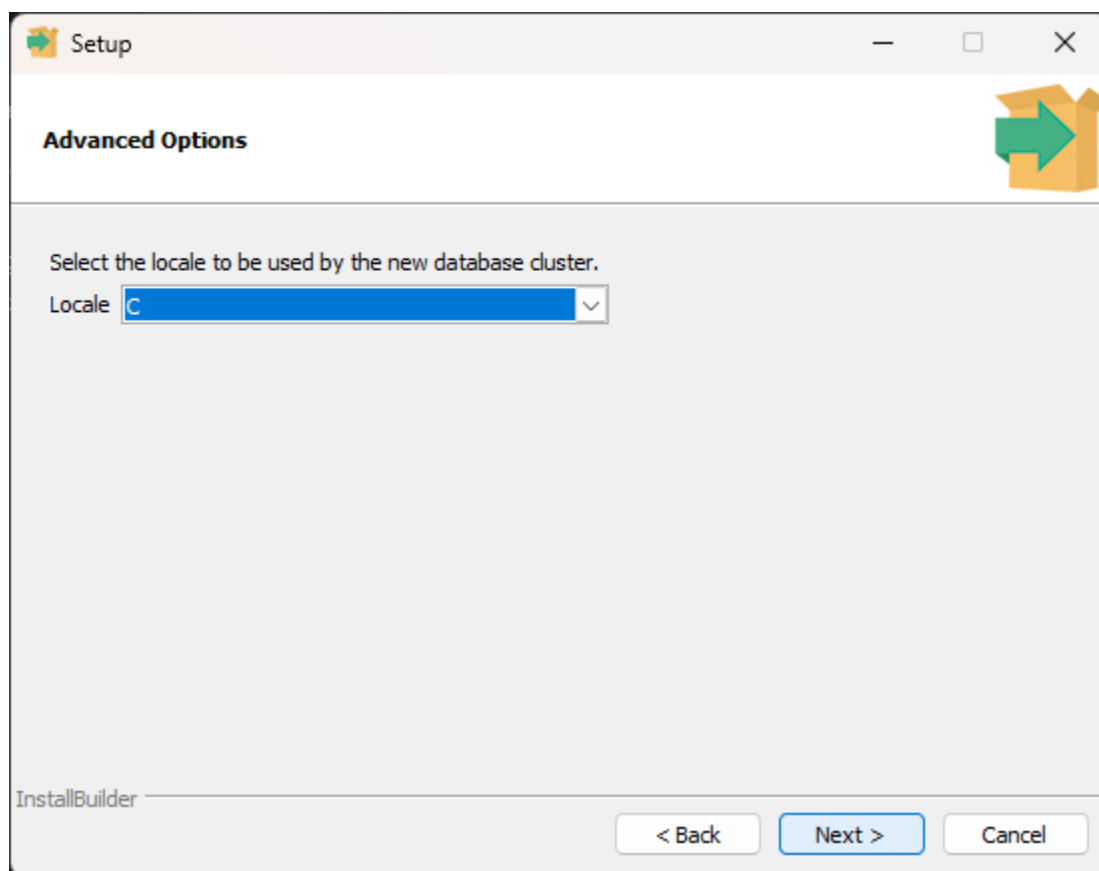 Setup
Advanced Options
Select the locale to be used by the new database cluster.
Locale C
InstallBuilder
< Back Next > Cancel